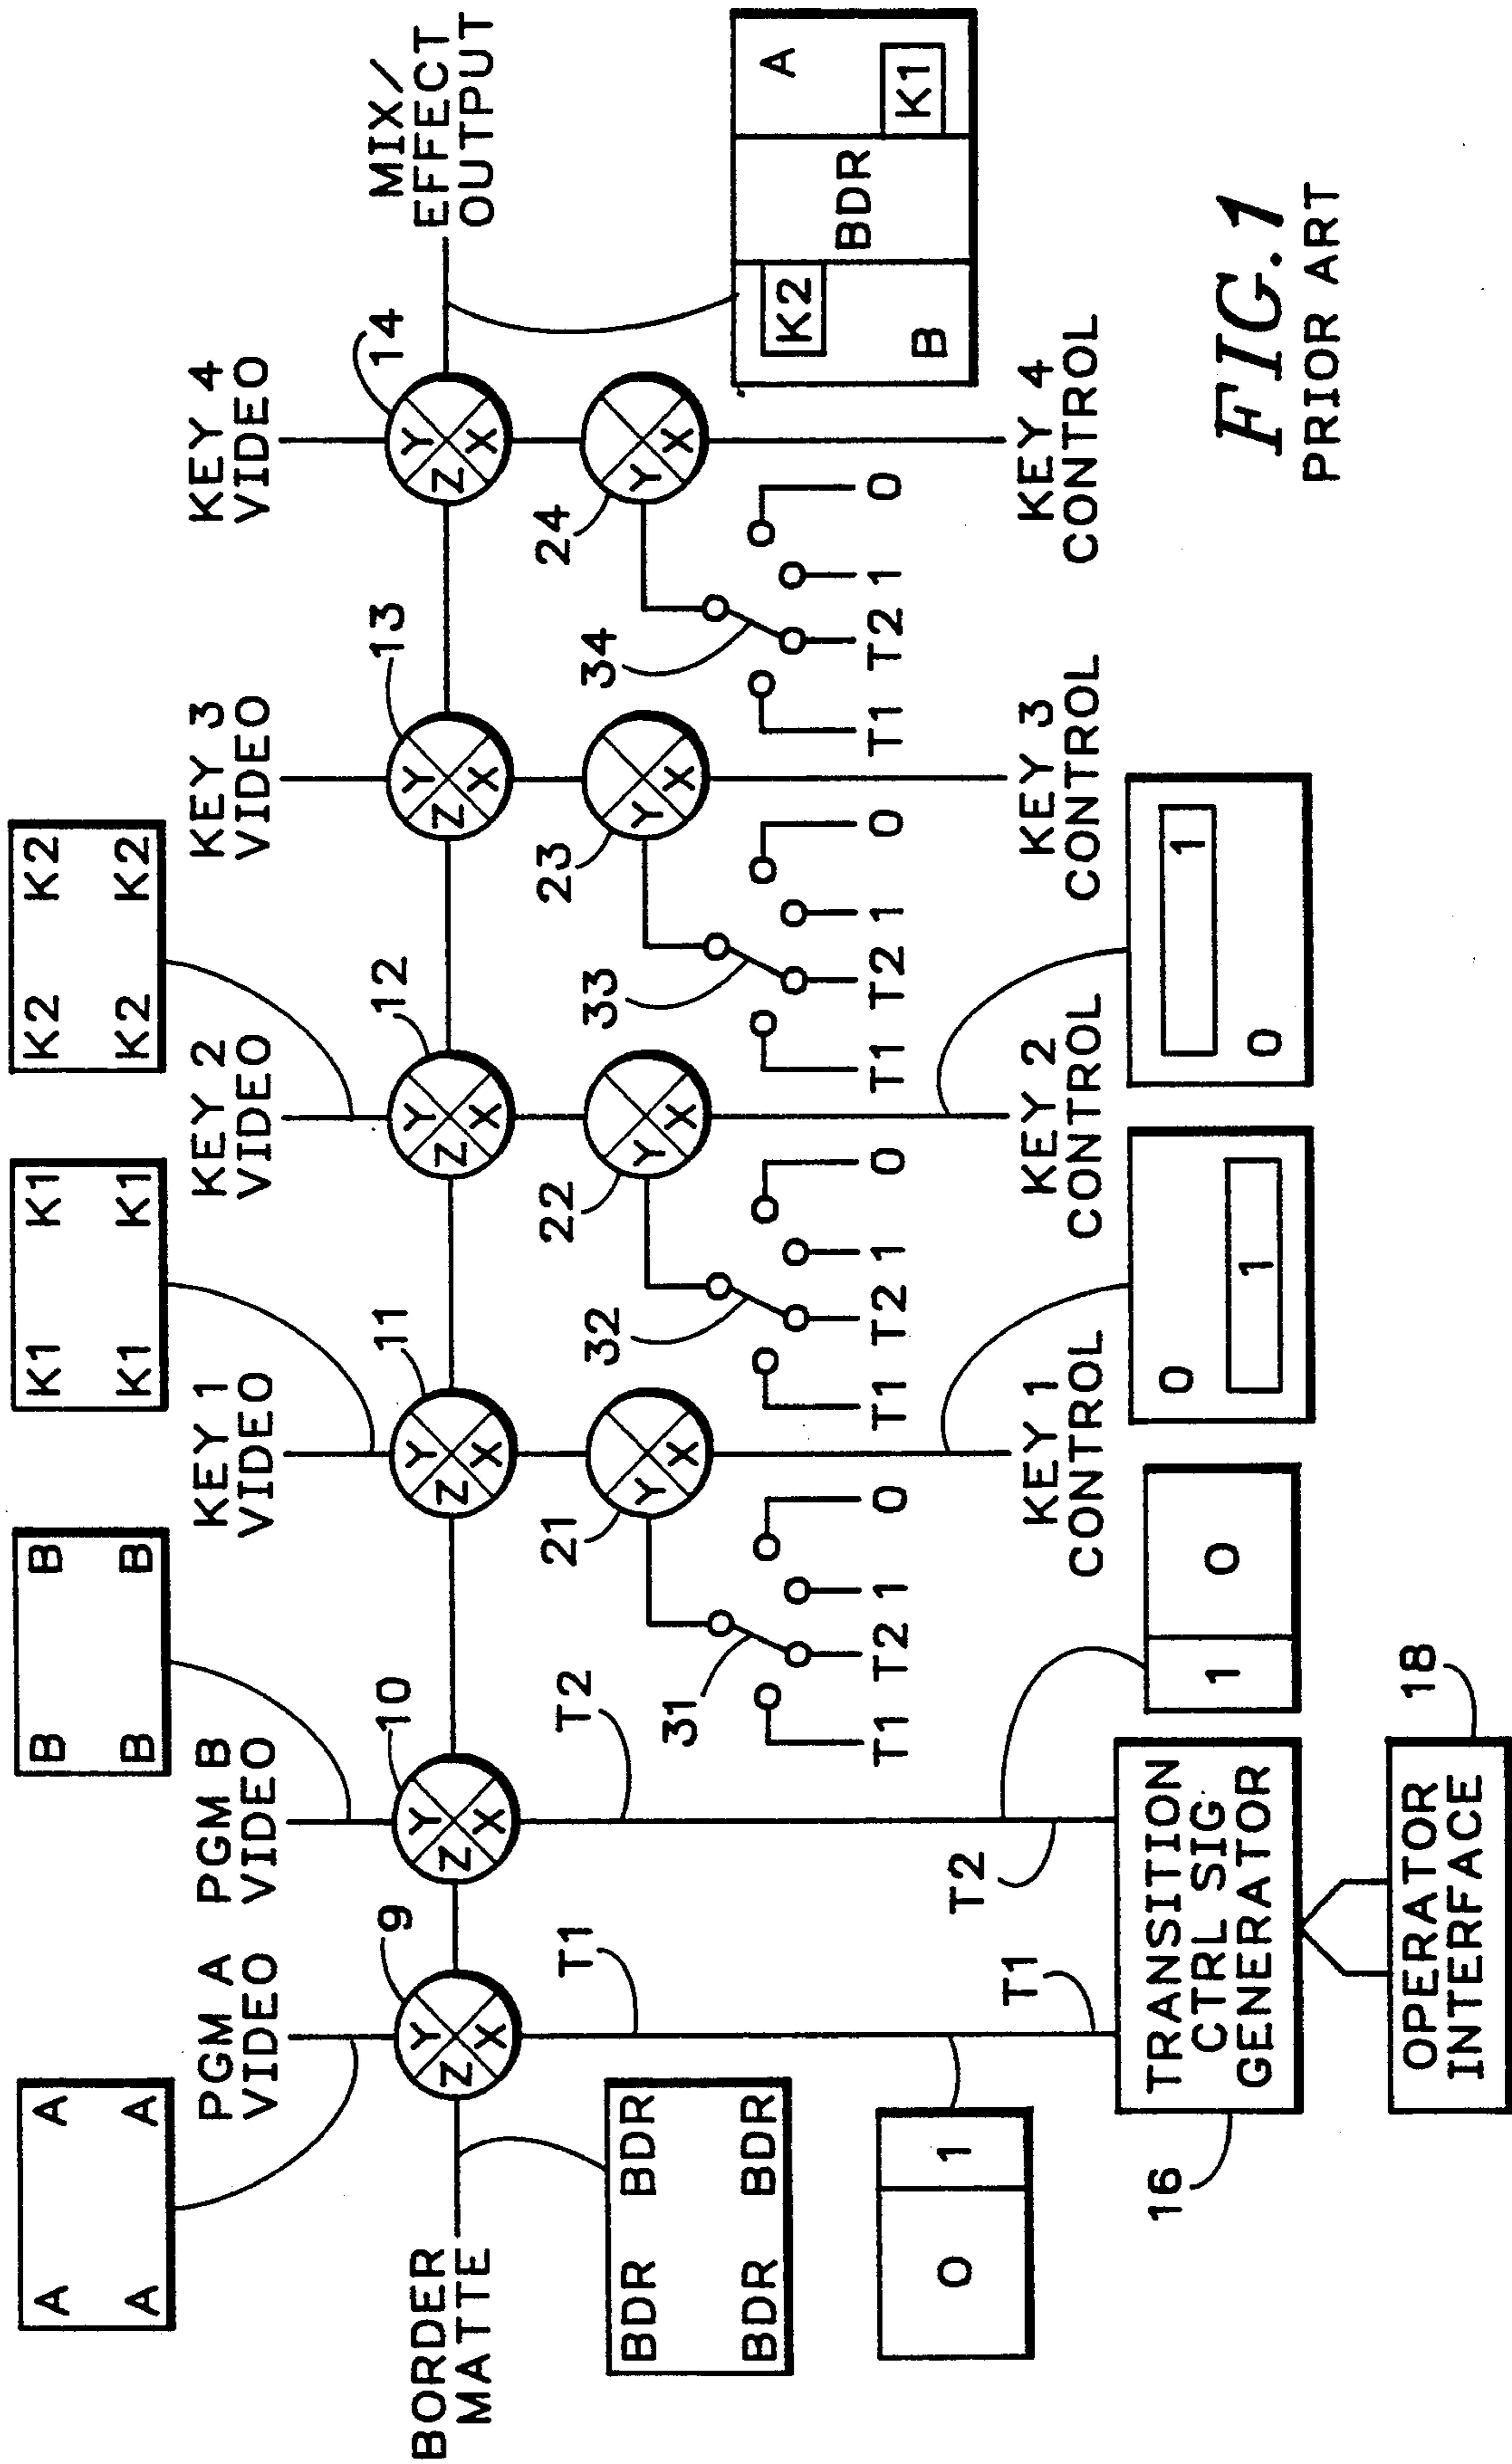 A A
A A
B B
B B
K1 K1
K1 K1
K2 K2
K2 K2
PGM A
VIDEO
PGM B
VIDEO
KEY 1
VIDEO
KEY 2
VIDEO
KEY 3
VIDEO
KEY 4
VIDEO
9
10
11
12
13
14
BORDER
MATTE
Z Y X
Z Y X
Z Y X
Z Y X
Z Y X
Z Y X
MIX/
EFFECT
OUTPUT
BDR BDR
BDR BDR
T1
T2
21
22
23
24
Y X
Y X
Y X
Y X
31
32
33
34
T1 T2 1 0
T1 T2 1 0
T1 T2 1 0
T1 T2 1 0
K2 A
BDR
B K1
0 1
T1
T2
KEY 1
CONTROL
KEY 2
CONTROL
KEY 3
CONTROL
KEY 4
CONTROL
16
TRANSITION
CTRL SIG
GENERATOR
1 0
0
1
1
0
18
OPERATOR
INTERFACE
FIG.1
PRIOR ART